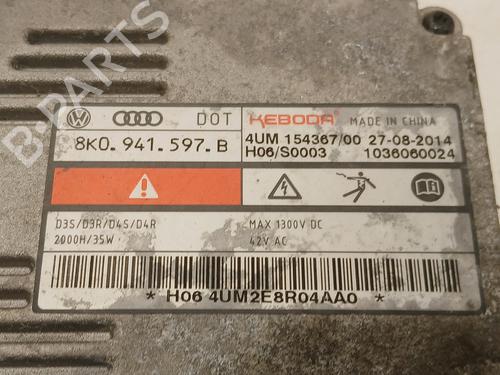 B-PARTS
DOT KEBODA MADE IN CHINA
8K0.941.597.B 4UM 154367/00 27-08-2014
H06/S0003 1036060024
D3S/D3R/D4S/D4R MAX 1300V DC
2000H/35W 42V AC
* H06 4UM2E8R04AA0 *